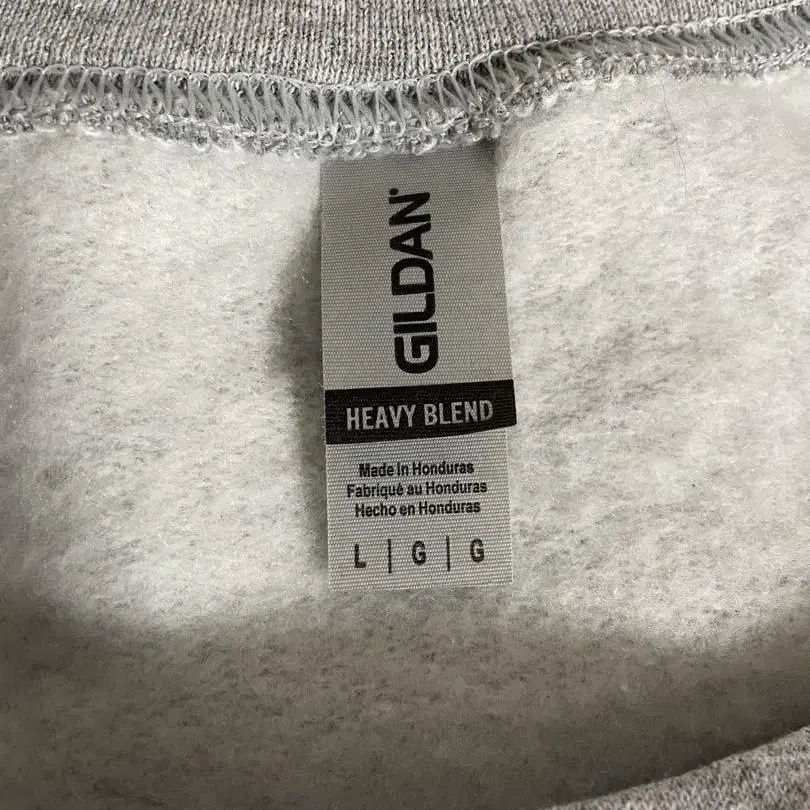 GILDAN
HEAVY BLEND
Made in Honduras
Fabriqué au Honduras
Hecho en Honduras
L | G | G